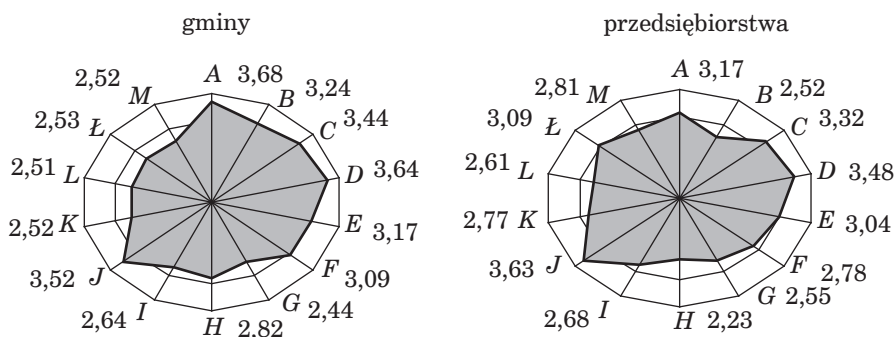 gminy
A 3,68
B 3,24
C 3,44
D 3,64
E 3,17
F 3,09
G 2,44
H 2,82
I 2,64
J 3,52
K 2,52
L 2,51
Ł 2,53
M 2,52
przedsiębiorstwa
A 3,17
B 2,52
C 3,32
D 3,48
E 3,04
F 2,78
G 2,55
H 2,23
I 2,68
J 3,63
K 2,77
L 2,61
Ł 3,09
M 2,81